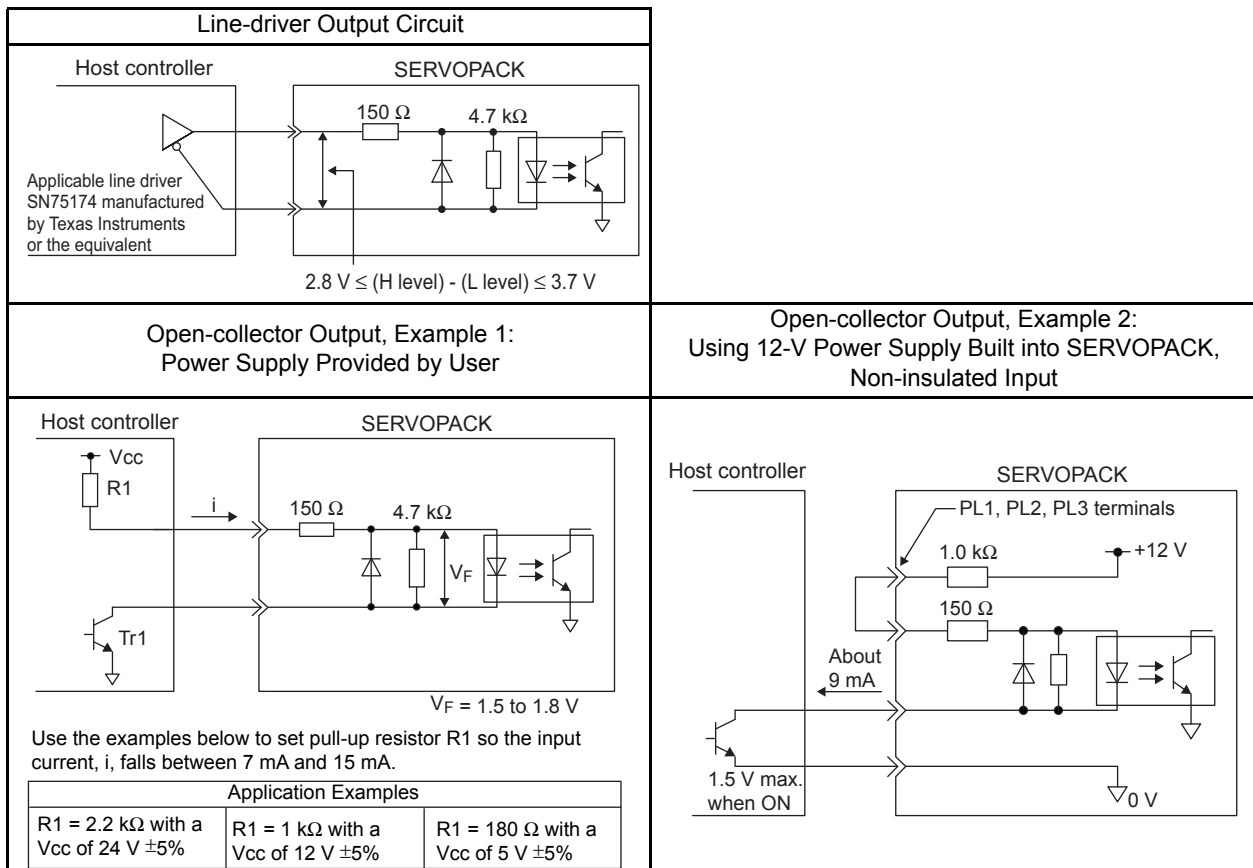 Line-driver Output Circuit
Host controller
SERVOPACK
150 Ω
4.7 kΩ
Applicable line driver
SN75174 manufactured
by Texas Instruments
or the equivalent
2.8 V ≤ (H level) - (L level) ≤ 3.7 V
Open-collector Output, Example 1:
Power Supply Provided by User
Host controller
SERVOPACK
Vcc
R1
i
150 Ω
4.7 kΩ
VF
Tr1
VF = 1.5 to 1.8 V
Use the examples below to set pull-up resistor R1 so the input
current, i, falls between 7 mA and 15 mA.
Application Examples
R1 = 2.2 kΩ with a
Vcc of 24 V ±5%
R1 = 1 kΩ with a
Vcc of 12 V ±5%
R1 = 180 Ω with a
Vcc of 5 V ±5%
Open-collector Output, Example 2:
Using 12-V Power Supply Built into SERVOPACK,
Non-insulated Input
Host controller
SERVOPACK
PL1, PL2, PL3 terminals
1.0 kΩ
+12 V
150 Ω
About
9 mA
1.5 V max.
when ON
0 V